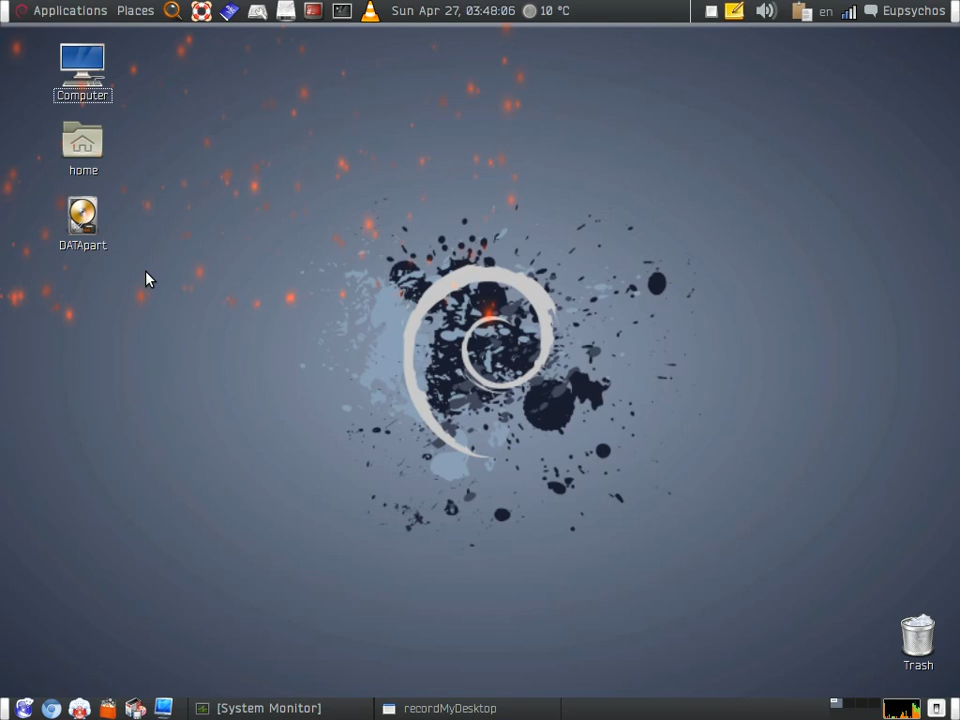 Applications Places Sun Apr 27, 03:48:06 10 °C en Eupsychos
Computer
home
DATApart
Trash
[System Monitor] recordMyDesktop